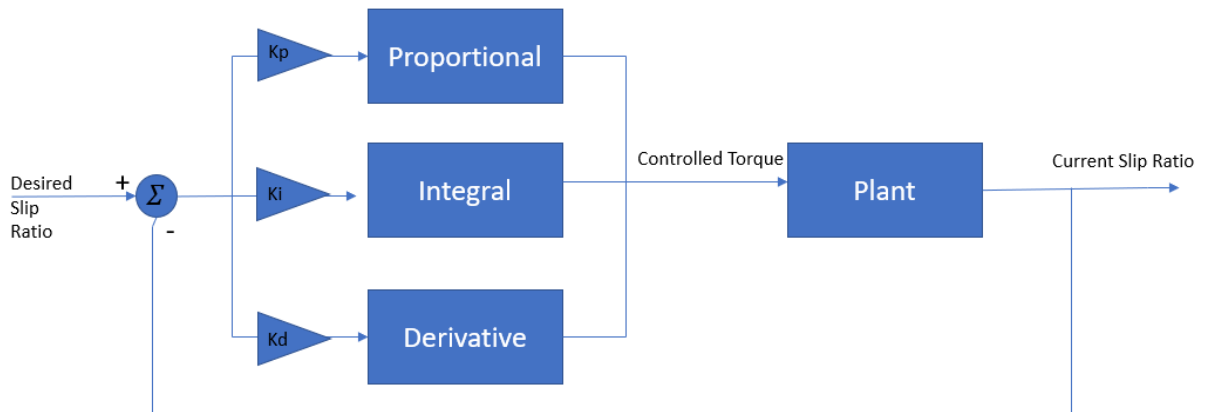 Kp
Proportional
Desired
Slip
Ratio
+
Σ
-
Ki
Integral
Controlled Torque
Plant
Current Slip Ratio
Kd
Derivative